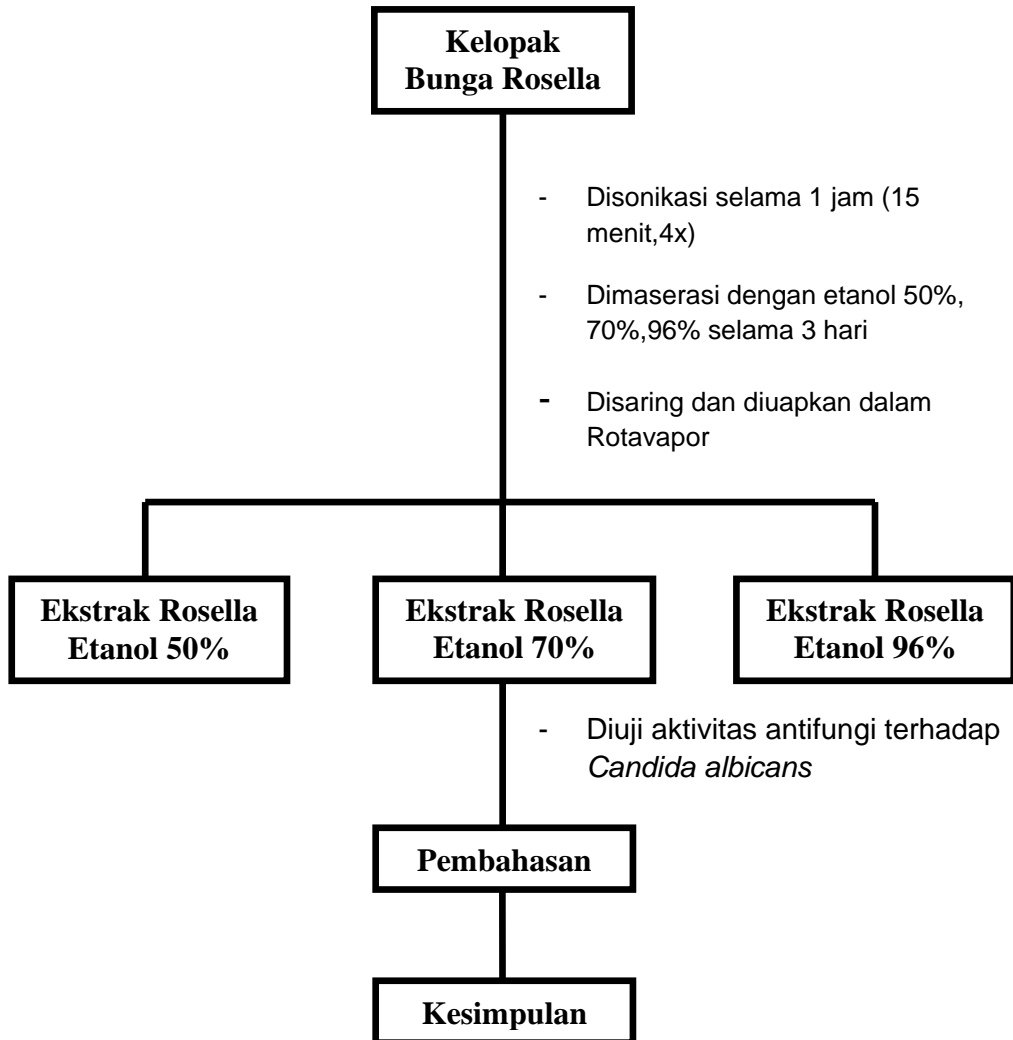 Kelopak
Bunga Rosella
- Disonikasi selama 1 jam (15
menit,4x)
- Dimaserasi dengan etanol 50%,
70%,96% selama 3 hari
- Disaring dan diuapkan dalam
Rotavapor
Ekstrak Rosella
Etanol 50%
Ekstrak Rosella
Etanol 70%
Ekstrak Rosella
Etanol 96%
- Diuji aktivitas antifungi terhadap
Candida albicans
Pembahasan
Kesimpulan